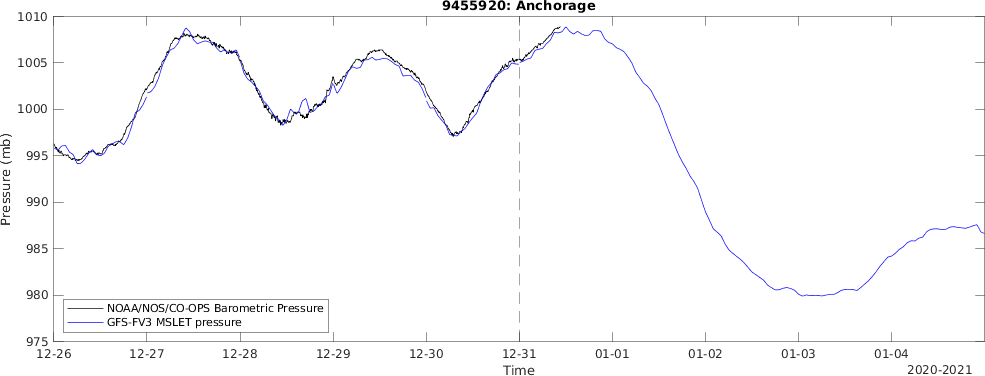 9455920: Anchorage
Pressure (mb)
1010
1005
1000
995
990
985
980
975
NOAA/NOS/CO-OPS Barometric Pressure
GFS-FV3 MSLET pressure
12-26 12-27 12-28 12-29 12-30 12-31 01-01 01-02 01-03 01-04
Time
2020-2021